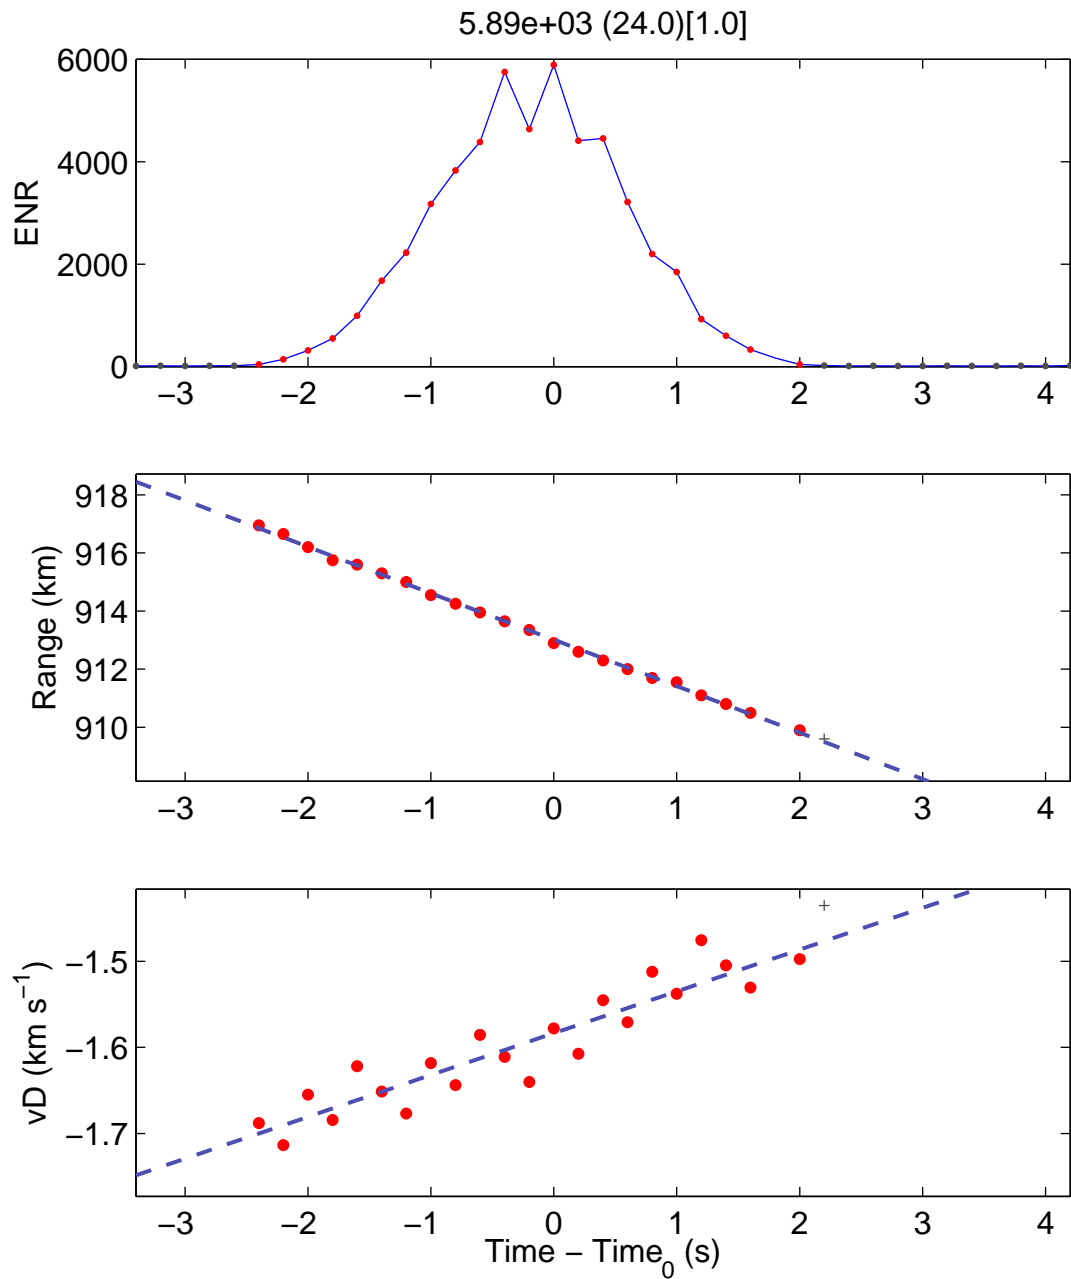 5.89e+03 (24.0)[1.0]
6000
4000
2000
0
ENR
−3 −2 −1 0 1 2 3 4
918
916
914
912
910
Range (km)
−3 −2 −1 0 1 2 3 4
−1.5
−1.6
−1.7
vD (km s⁻¹)
−3 −2 −1 0 1 2 3 4
Time − Time₀ (s)